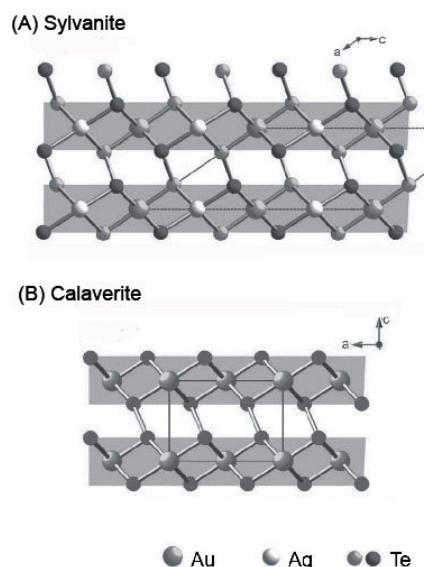 (A) Sylvanite
a c
(B) Calaverite
c
a
Au Ag Te